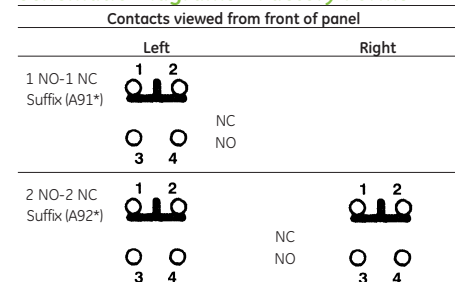 Contacts viewed from front of panel
Left Right
1 NO-1 NC
Suffix (A91*)
1 2
NC
NO
3 4
2 NO-2 NC
Suffix (A92*)
1 2 1 2
NC
NO
3 4 3 4